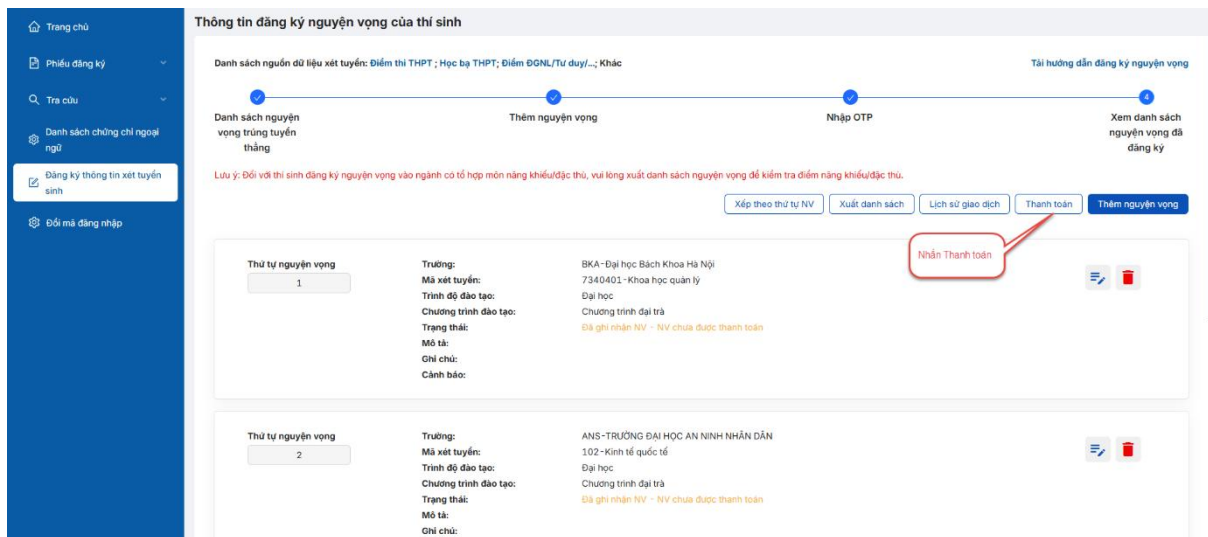 Trang chủ
Phiếu đăng ký
Tra cứu
Danh sách chứng chỉ ngoại
ngữ
Đăng ký thông tin xét tuyển
sinh
Đổi mã đăng nhập
Thông tin đăng ký nguyện vọng của thí sinh
Danh sách nguồn dữ liệu xét tuyển: Điểm thi THPT ; Học bạ THPT; Điểm ĐGNL/Tư duy/...; Khác
Tải hướng dẫn đăng ký nguyện vọng
4
Danh sách nguyện
vọng trúng tuyển
thẳng
Thêm nguyện vọng
Nhập OTP
Xem danh sách
nguyện vọng đã
đăng ký
Lưu ý: Đối với thí sinh đăng ký nguyện vọng vào ngành có tổ hợp môn năng khiếu/đặc thù, vui lòng xuất danh sách nguyện vọng để kiểm tra điểm năng khiếu/đặc thù.
Xếp theo thứ tự NV
Xuất danh sách
Lịch sử giao dịch
Thanh toán
Thêm nguyện vọng
Nhấn Thanh toán
Thứ tự nguyện vọng
1
Trường: BKA-Đại học Bách Khoa Hà Nội
Mã xét tuyển: 7340401-Khoa học quản lý
Trình độ đào tạo: Đại học
Chương trình đào tạo: Chương trình đại trà
Trạng thái: Đã ghi nhận NV - NV chưa được thanh toán
Mô tả:
Ghi chú:
Cảnh báo:
Thứ tự nguyện vọng
2
Trường: ANS-TRƯỜNG ĐẠI HỌC AN NINH NHÂN DÂN
Mã xét tuyển: 102-Kinh tế quốc tế
Trình độ đào tạo: Đại học
Chương trình đào tạo: Chương trình đại trà
Trạng thái: Đã ghi nhận NV - NV chưa được thanh toán
Mô tả:
Ghi chú: